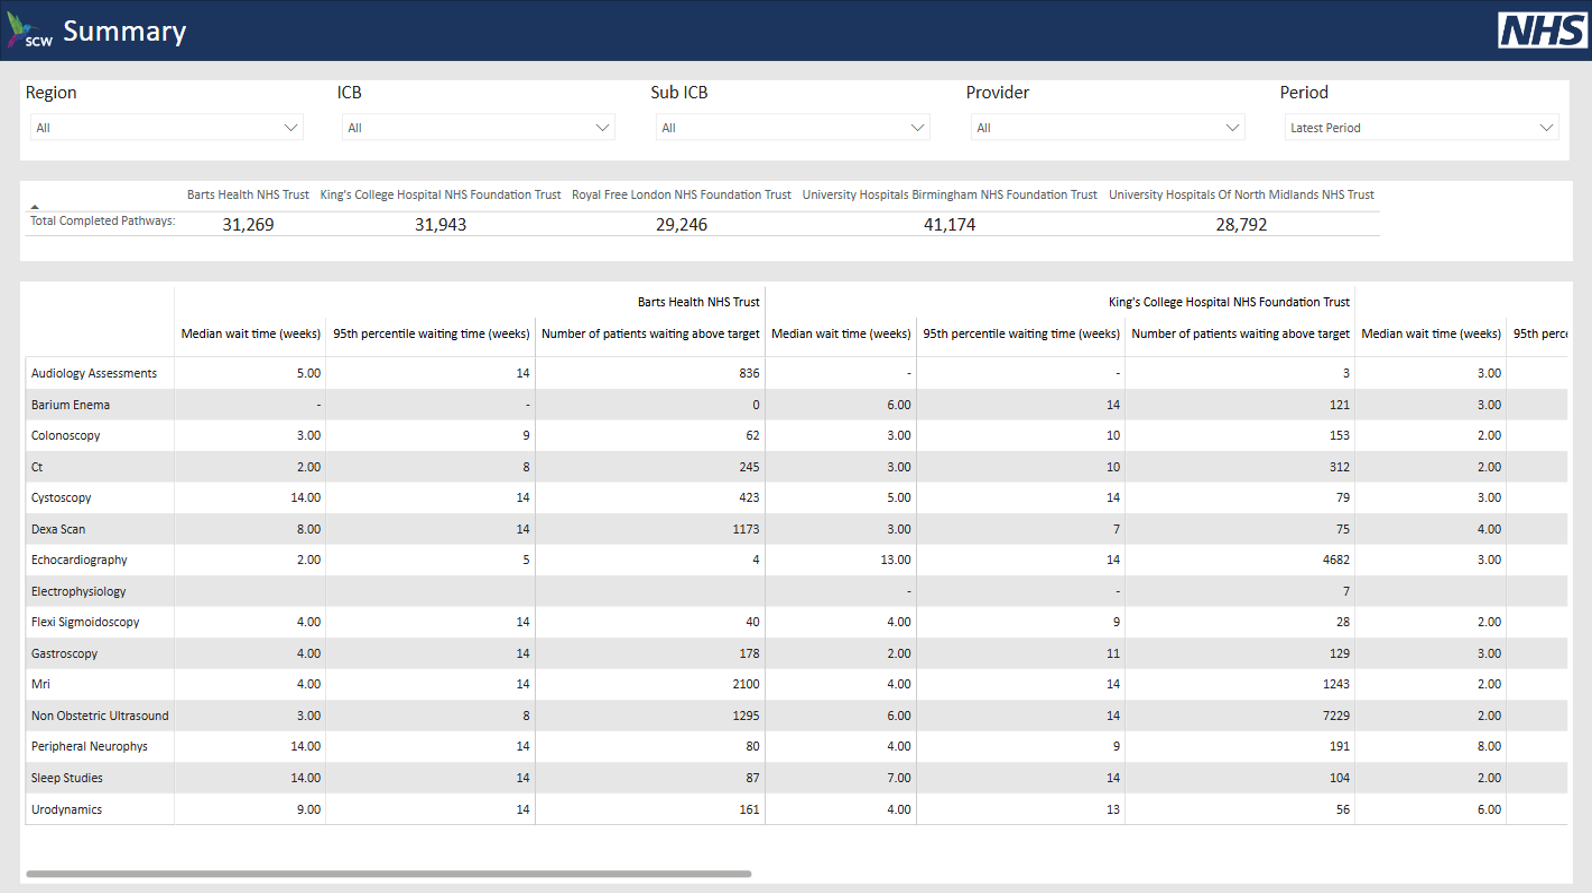 SCW Summary NHS
Region ICB Sub ICB Provider Period
All All All All Latest Period
Barts Health NHS Trust King's College Hospital NHS Foundation Trust Royal Free London NHS Foundation Trust University Hospitals Birmingham NHS Foundation Trust University Hospitals Of North Midlands NHS Trust
Total Completed Pathways: 31,269 31,943 29,246 41,174 28,792
Barts Health NHS Trust King's College Hospital NHS Foundation Trust
Median wait time (weeks) 95th percentile waiting time (weeks) Number of patients waiting above target Median wait time (weeks) 95th percentile waiting time (weeks) Number of patients waiting above target Median wait time (weeks) 95th perc
Audiology Assessments 5.00 14 836 - - 3 3.00
Barium Enema - - 0 6.00 14 121 3.00
Colonoscopy 3.00 9 62 3.00 10 153 2.00
Ct 2.00 8 245 3.00 10 312 2.00
Cystoscopy 14.00 14 423 5.00 14 79 3.00
Dexa Scan 8.00 14 1173 3.00 7 75 4.00
Echocardiography 2.00 5 4 13.00 14 4682 3.00
Electrophysiology - - 7
Flexi Sigmoidoscopy 4.00 14 40 4.00 9 28 2.00
Gastroscopy 4.00 14 178 2.00 11 129 3.00
Mri 4.00 14 2100 4.00 14 1243 2.00
Non Obstetric Ultrasound 3.00 8 1295 6.00 14 7229 2.00
Peripheral Neurophys 14.00 14 80 4.00 9 191 8.00
Sleep Studies 14.00 14 87 7.00 14 104 2.00
Urodynamics 9.00 14 161 4.00 13 56 6.00